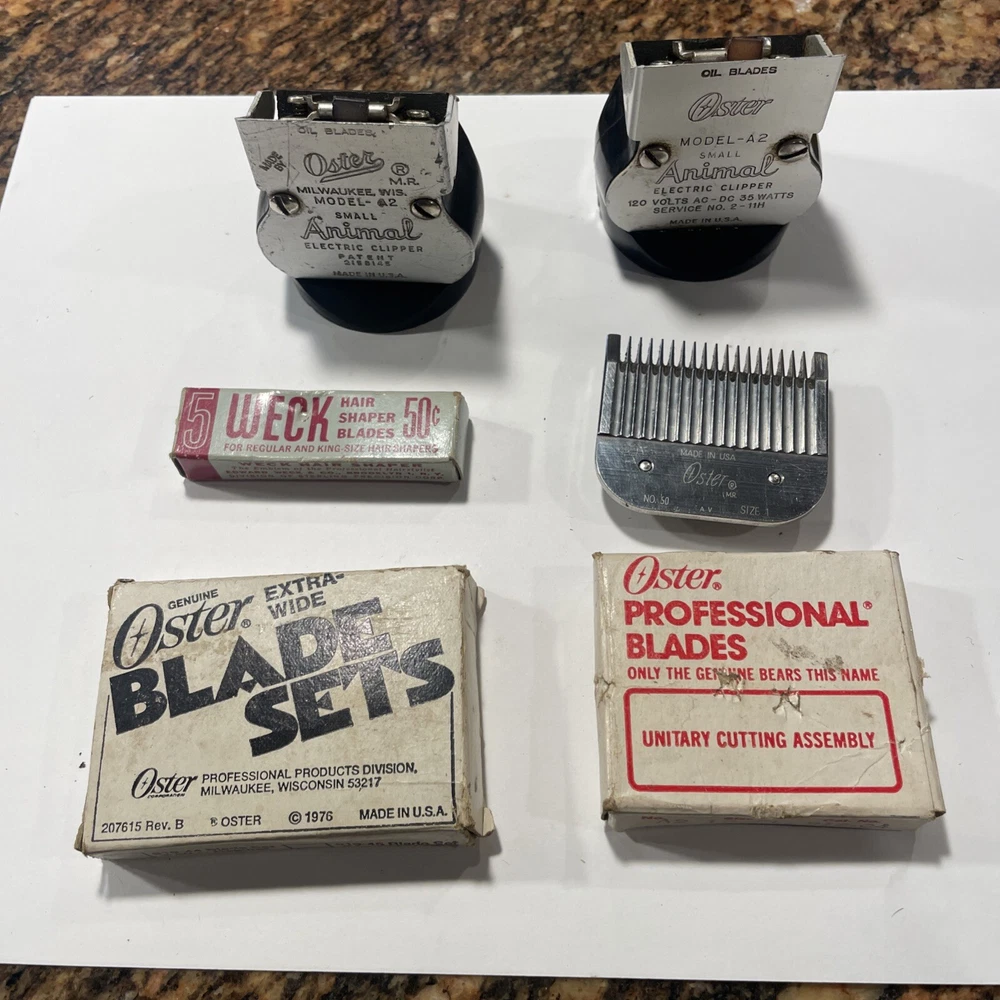 OIL BLADES
MADE BY
Oster ®
M.R.
MILWAUKEE, WIS.
MODEL- A2
SMALL
Animal
ELECTRIC CLIPPER
PATENT
MADE IN U.S.A.
OIL BLADES
Oster
MODEL-A2
SMALL
Animal
ELECTRIC CLIPPER
120 VOLTS AC-DC 35 WATTS
SERVICE NO. 2-11H
MADE IN U.S.A.
5 WECK HAIR SHAPER BLADES 50¢
FOR REGULAR AND KING-SIZE HAIR SHAPERS
WECK HAIR SHAPER
MADE IN USA
Oster ®
MR.
NO. 50 A V SIZE 1
GENUINE
Oster® EXTRA-WIDE
BLADE
SETS
Oster PROFESSIONAL PRODUCTS DIVISION,
CORPORATION MILWAUKEE, WISCONSIN 53217
207615 Rev. B ® OSTER © 1976 MADE IN U.S.A.
Oster®
PROFESSIONAL®
BLADES
ONLY THE GENUINE BEARS THIS NAME
UNITARY CUTTING ASSEMBLY